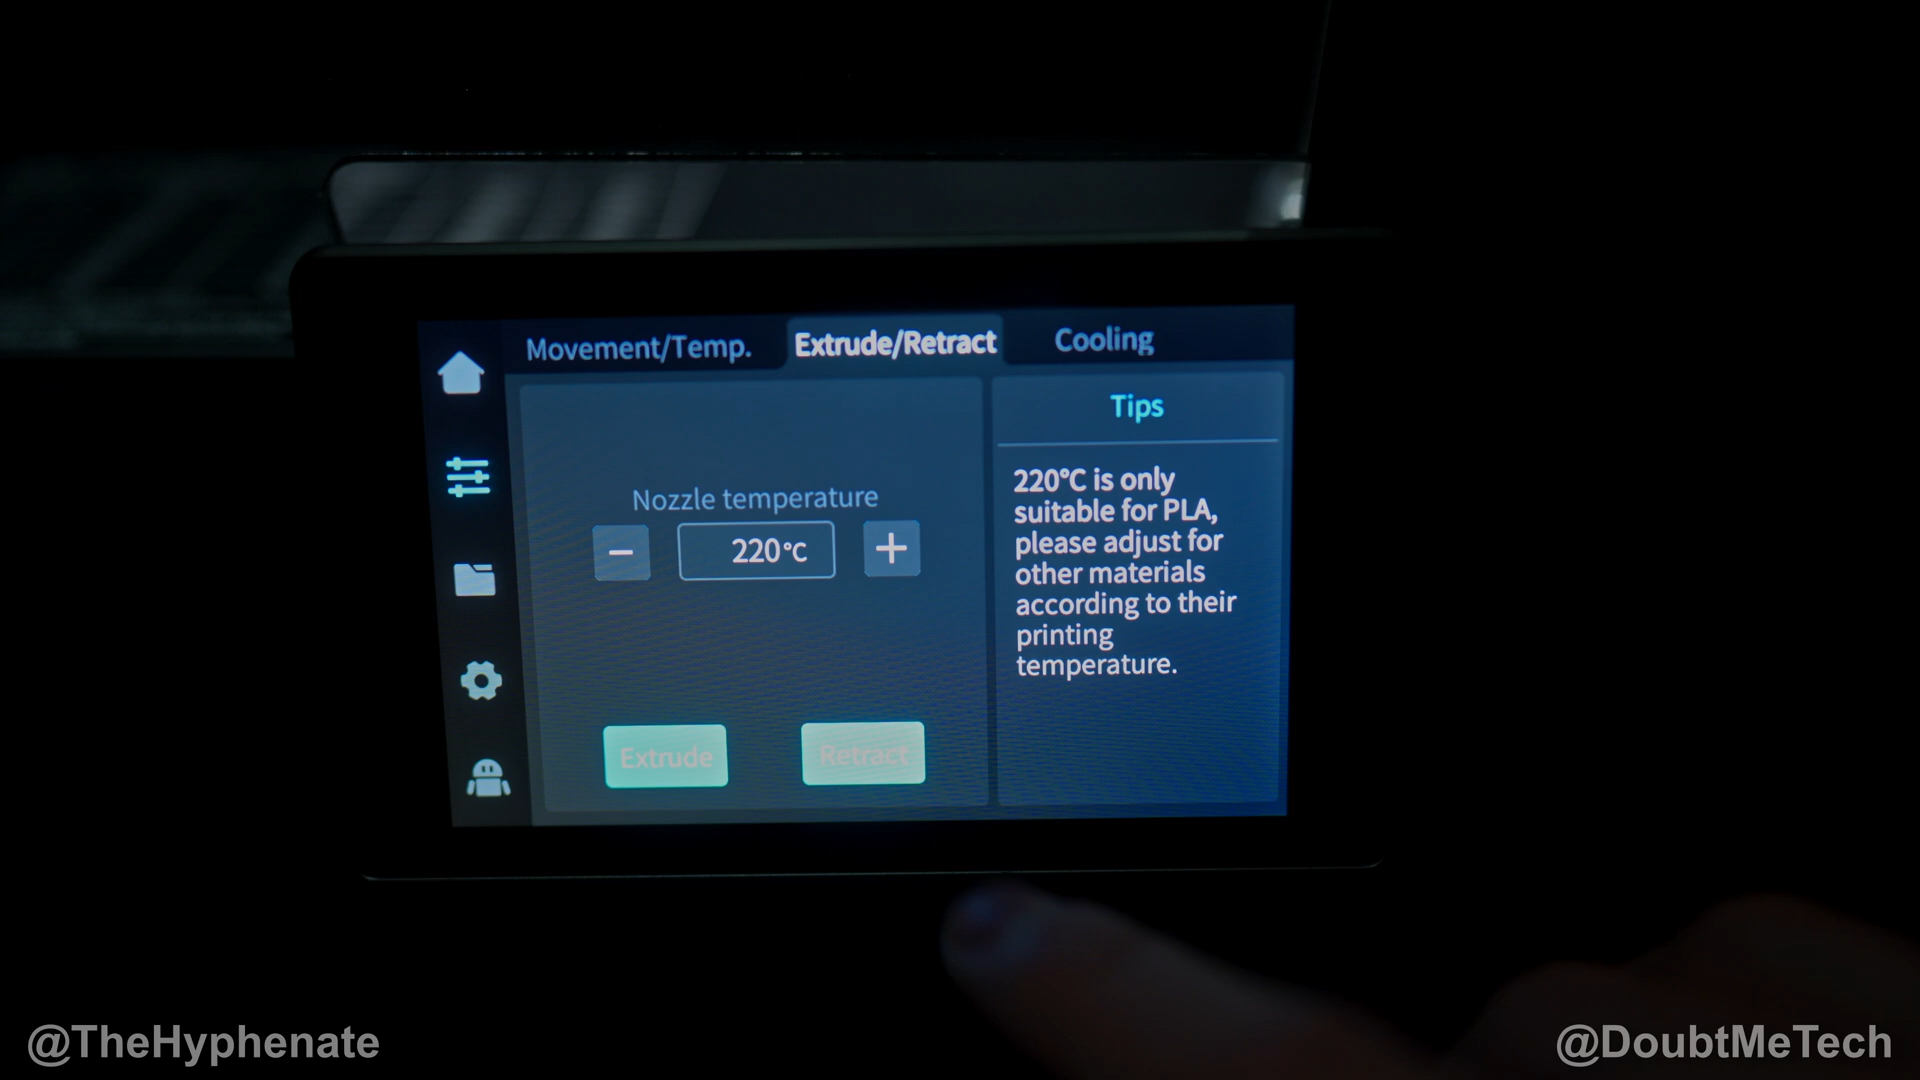 Movement/Temp.
Extrude/Retract
Cooling
Nozzle temperature
−
220℃
+
Extrude
Retract
Tips
220℃ is only
suitable for PLA,
please adjust for
other materials
according to their
printing
temperature.
@TheHyphenate
@DoubtMeTech